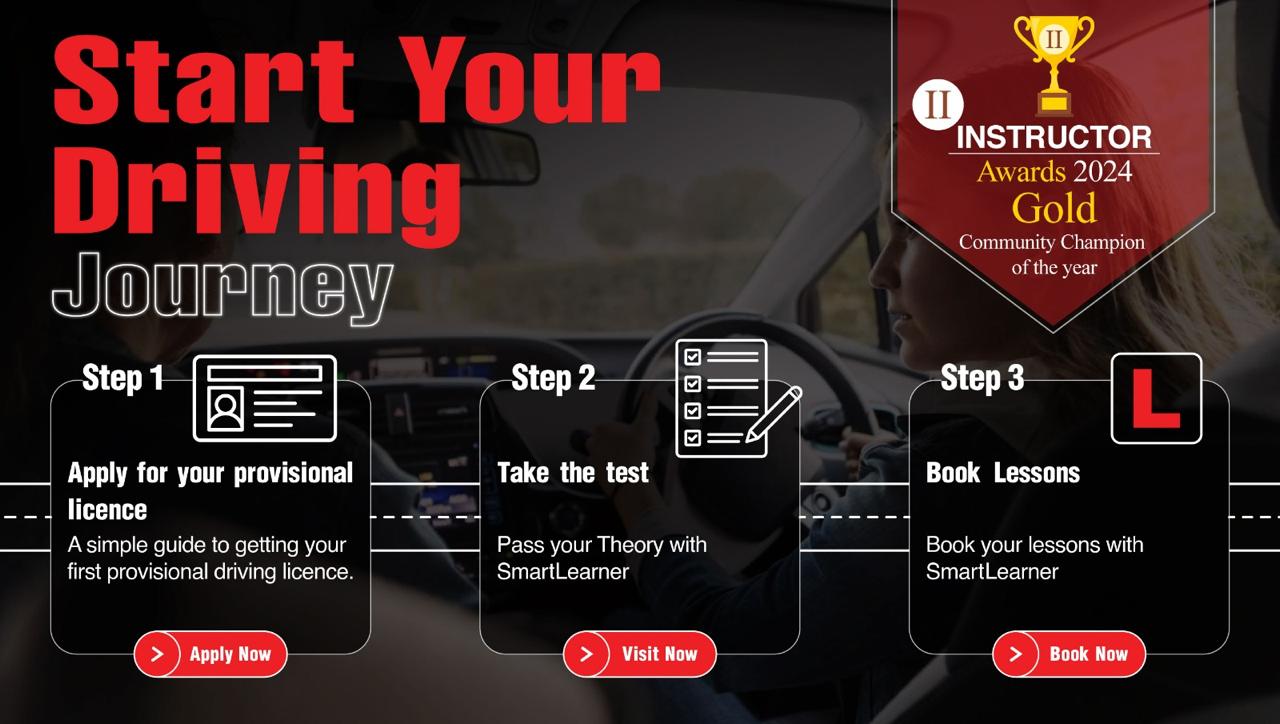 Start Your
Driving
Journey
II
II
INSTRUCTOR
Awards 2024
Gold
Community Champion
of the year
Step 1
Apply for your provisional
licence
A simple guide to getting your
first provisional driving licence.
> Apply Now
Step 2
Take the test
Pass your Theory with
SmartLearner
> Visit Now
Step 3
L
Book Lessons
Book your lessons with
SmartLearner
> Book Now